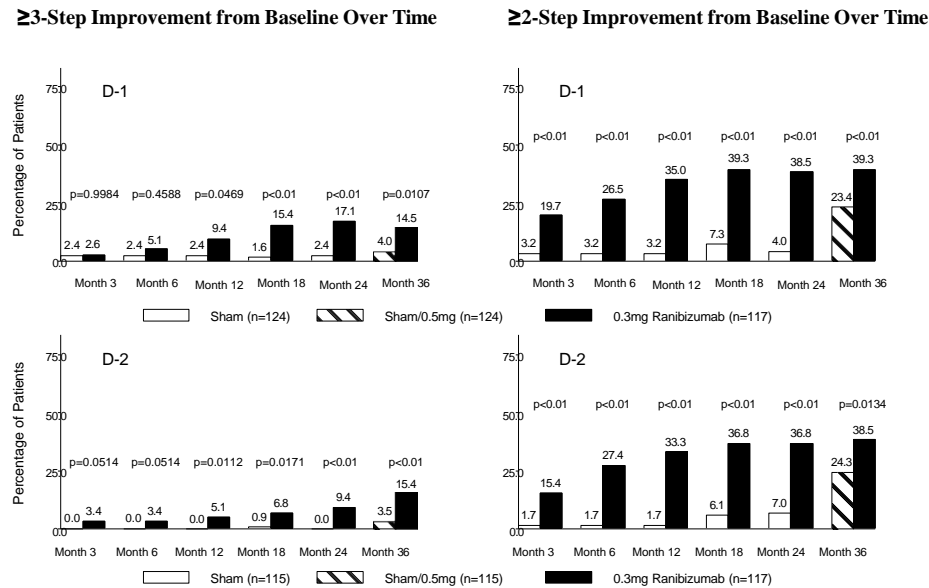 ≥3-Step Improvement from Baseline Over Time
≥2-Step Improvement from Baseline Over Time
Percentage of Patients
75.0
50.0
25.0
0.0
D-1
p=0.9984 p=0.4588 p=0.0469 p<0.01 p<0.01 p=0.0107
2.4 2.6 2.4 5.1 2.4 9.4 1.6 15.4 2.4 17.1 4.0 14.5
Month 3 Month 6 Month 12 Month 18 Month 24 Month 36
75.0
50.0
25.0
0.0
D-1
p<0.01 p<0.01 p<0.01 p<0.01 p<0.01 p<0.01
3.2 19.7 3.2 26.5 3.2 35.0 7.3 39.3 4.0 38.5 23.4 39.3
Month 3 Month 6 Month 12 Month 18 Month 24 Month 36
Sham (n=124) Sham/0.5mg (n=124) 0.3mg Ranibizumab (n=117)
Percentage of Patients
75.0
50.0
25.0
0.0
D-2
p=0.0514 p=0.0514 p=0.0112 p=0.0171 p<0.01 p<0.01
0.0 3.4 0.0 3.4 0.0 5.1 0.9 6.8 0.0 9.4 3.5 15.4
Month 3 Month 6 Month 12 Month 18 Month 24 Month 36
75.0
50.0
25.0
0.0
D-2
p<0.01 p<0.01 p<0.01 p<0.01 p<0.01 p=0.0134
1.7 15.4 1.7 27.4 1.7 33.3 6.1 36.8 7.0 36.8 24.3 38.5
Month 3 Month 6 Month 12 Month 18 Month 24 Month 36
Sham (n=115) Sham/0.5mg (n=115) 0.3mg Ranibizumab (n=117)